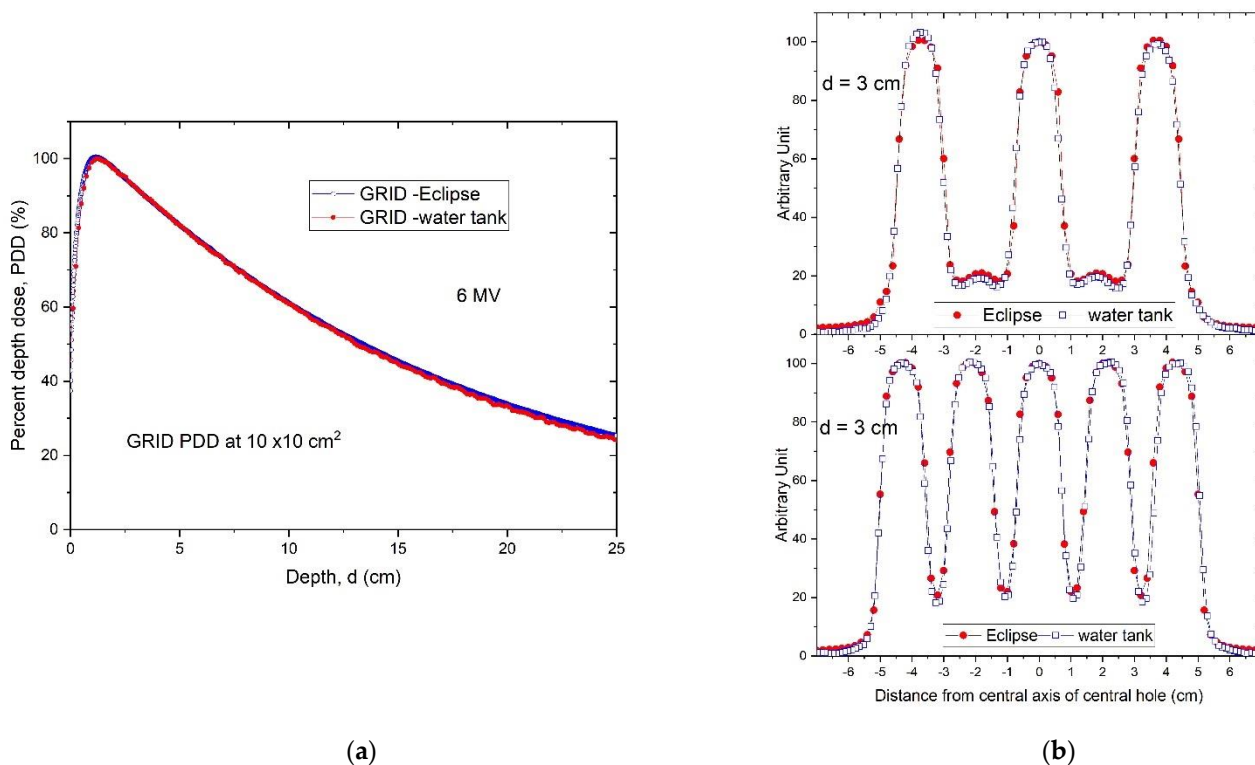 Percent depth dose, PDD (%)
100
80
60
40
20
0
GRID -Eclipse
GRID -water tank
6 MV
GRID PDD at 10 x10 cm²
0 5 10 15 20 25
Depth, d (cm)
(a)
Arbitrary Unit
100
80
60
40
20
0
d = 3 cm
Eclipse water tank
-6 -5 -4 -3 -2 -1 0 1 2 3 4 5 6
Arbitrary Unit
100
80
60
40
20
0
d = 3 cm
Eclipse water tank
-6 -5 -4 -3 -2 -1 0 1 2 3 4 5 6
Distance from central axis of central hole (cm)
(b)